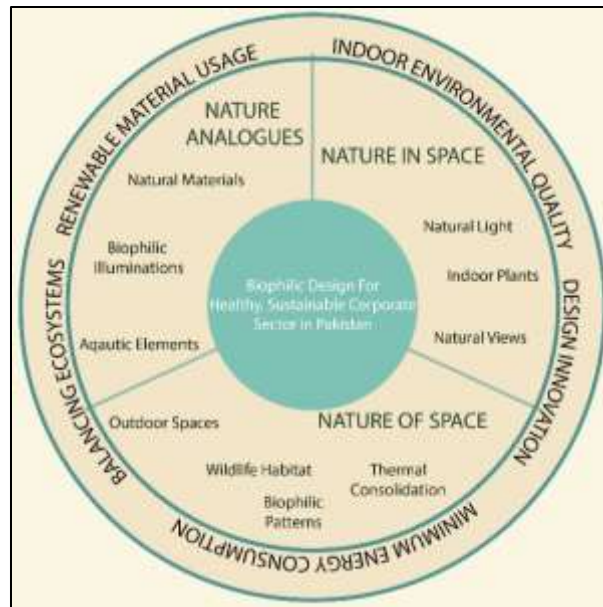 RENEWABLE MATERIAL USAGE
INDOOR ENVIRONMENTAL QUALITY
NATURE
ANALOGUES
NATURE IN SPACE
Natural Materials
Natural Light
Biophilic
Illuminations
Indoor Plants
Biophilic Design For
Healthy, Sustainable Corporate
Sector in Pakistan
Aqautic Elements
Natural Views
BALANCING ECOSYSTEMS
DESIGN INNOVATION
Outdoor Spaces
NATURE OF SPACE
Wildlife Habitat
Thermal
Consolidation
Biophilic
Patterns
MINIMUM ENERGY CONSUMPTION